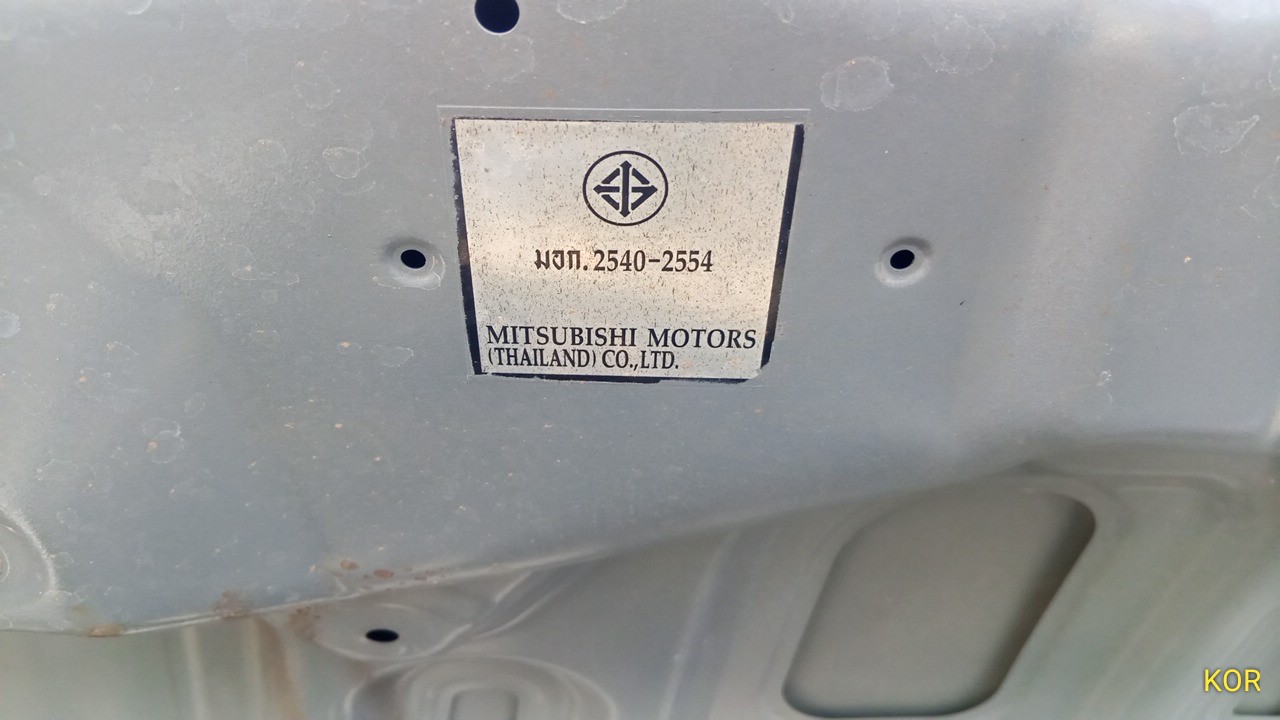 มอก.2540-2554
MITSUBISHI MOTORS
(THAILAND) CO.,LTD.
KOR